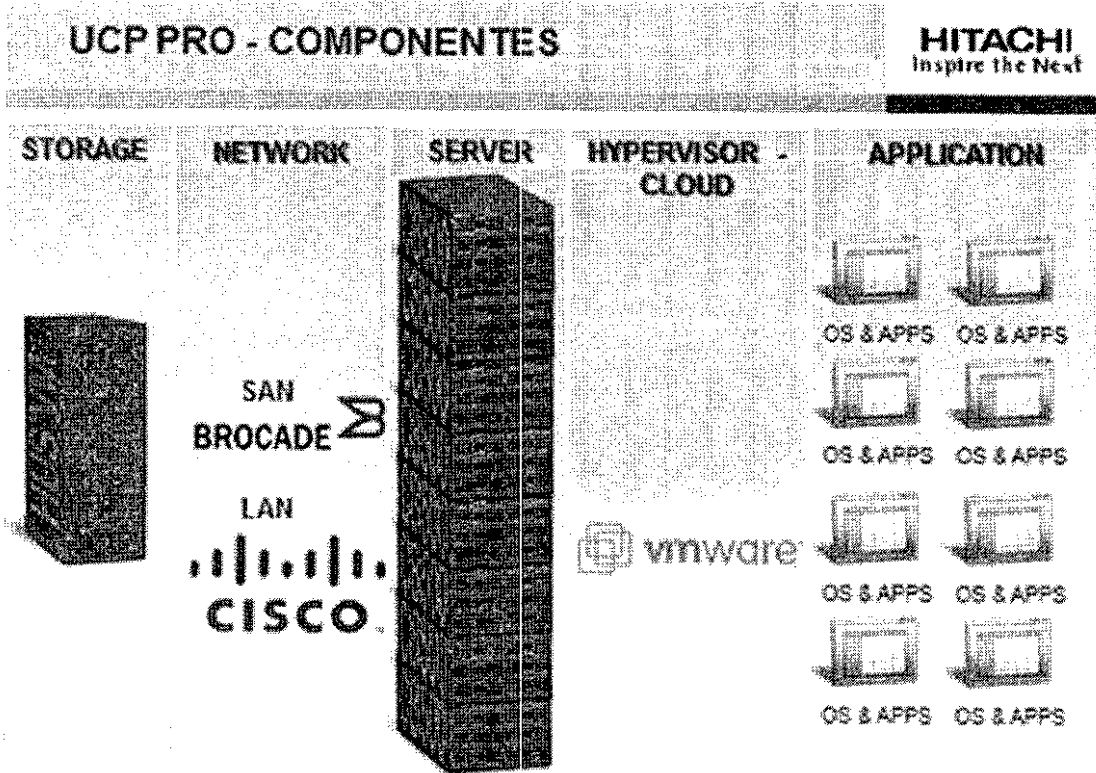 UCP PRO - COMPONENTES
HITACHI
Inspire the Next
STORAGE
NETWORK
SERVER
HYPERVISOR -
CLOUD
APPLICATION
SAN
BROCADE
LAN
CISCO
vmware
OS & APPS OS & APPS
OS & APPS OS & APPS
OS & APPS OS & APPS
OS & APPS OS & APPS